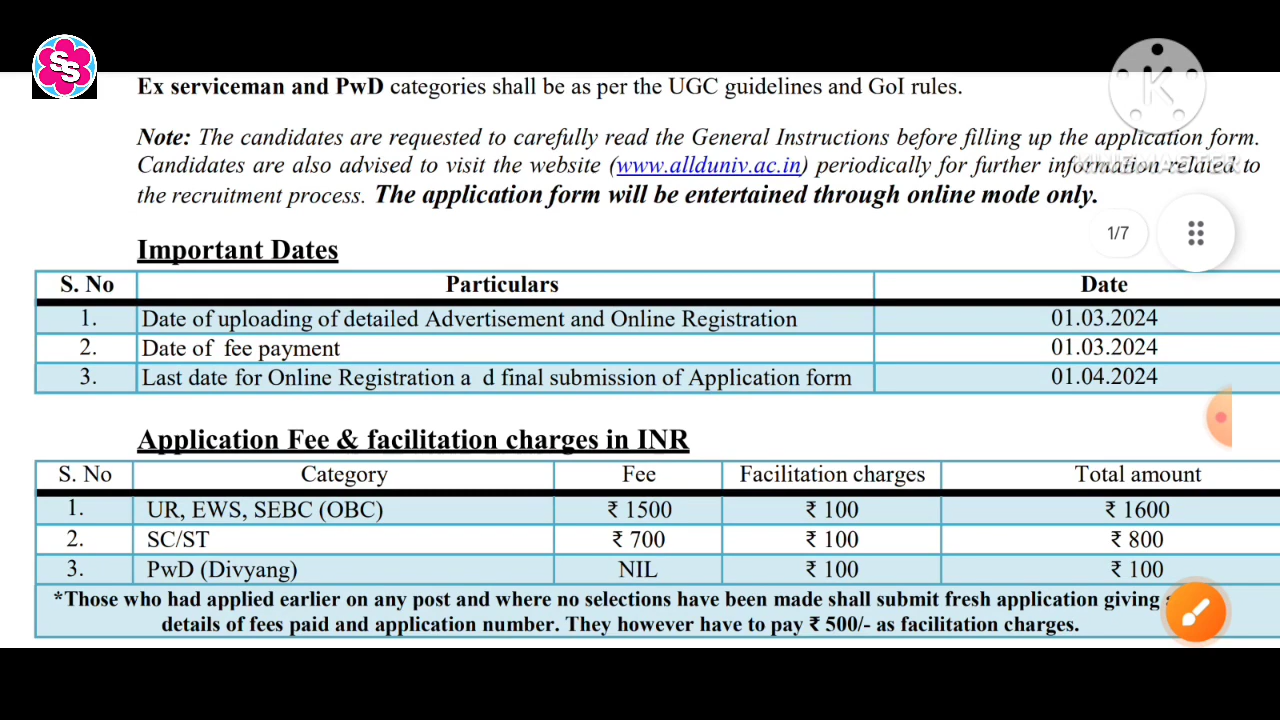 SS
Ex serviceman and PwD categories shall be as per the UGC guidelines and GoI rules.
Note: The candidates are requested to carefully read the General Instructions before filling up the application form.
Candidates are also advised to visit the website (www.allduniv.ac.in) periodically for further information related to
the recruitment process. The application form will be entertained through online mode only.
K
KINEMASTER
1/7
Important Dates
S. No Particulars Date
1. Date of uploading of detailed Advertisement and Online Registration 01.03.2024
2. Date of fee payment 01.03.2024
3. Last date for Online Registration a d final submission of Application form 01.04.2024
Application Fee & facilitation charges in INR
S. No Category Fee Facilitation charges Total amount
1. UR, EWS, SEBC (OBC) ₹ 1500 ₹ 100 ₹ 1600
2. SC/ST ₹ 700 ₹ 100 ₹ 800
3. PwD (Divyang) NIL ₹ 100 ₹ 100
*Those who had applied earlier on any post and where no selections have been made shall submit fresh application giving
details of fees paid and application number. They however have to pay ₹ 500/- as facilitation charges.